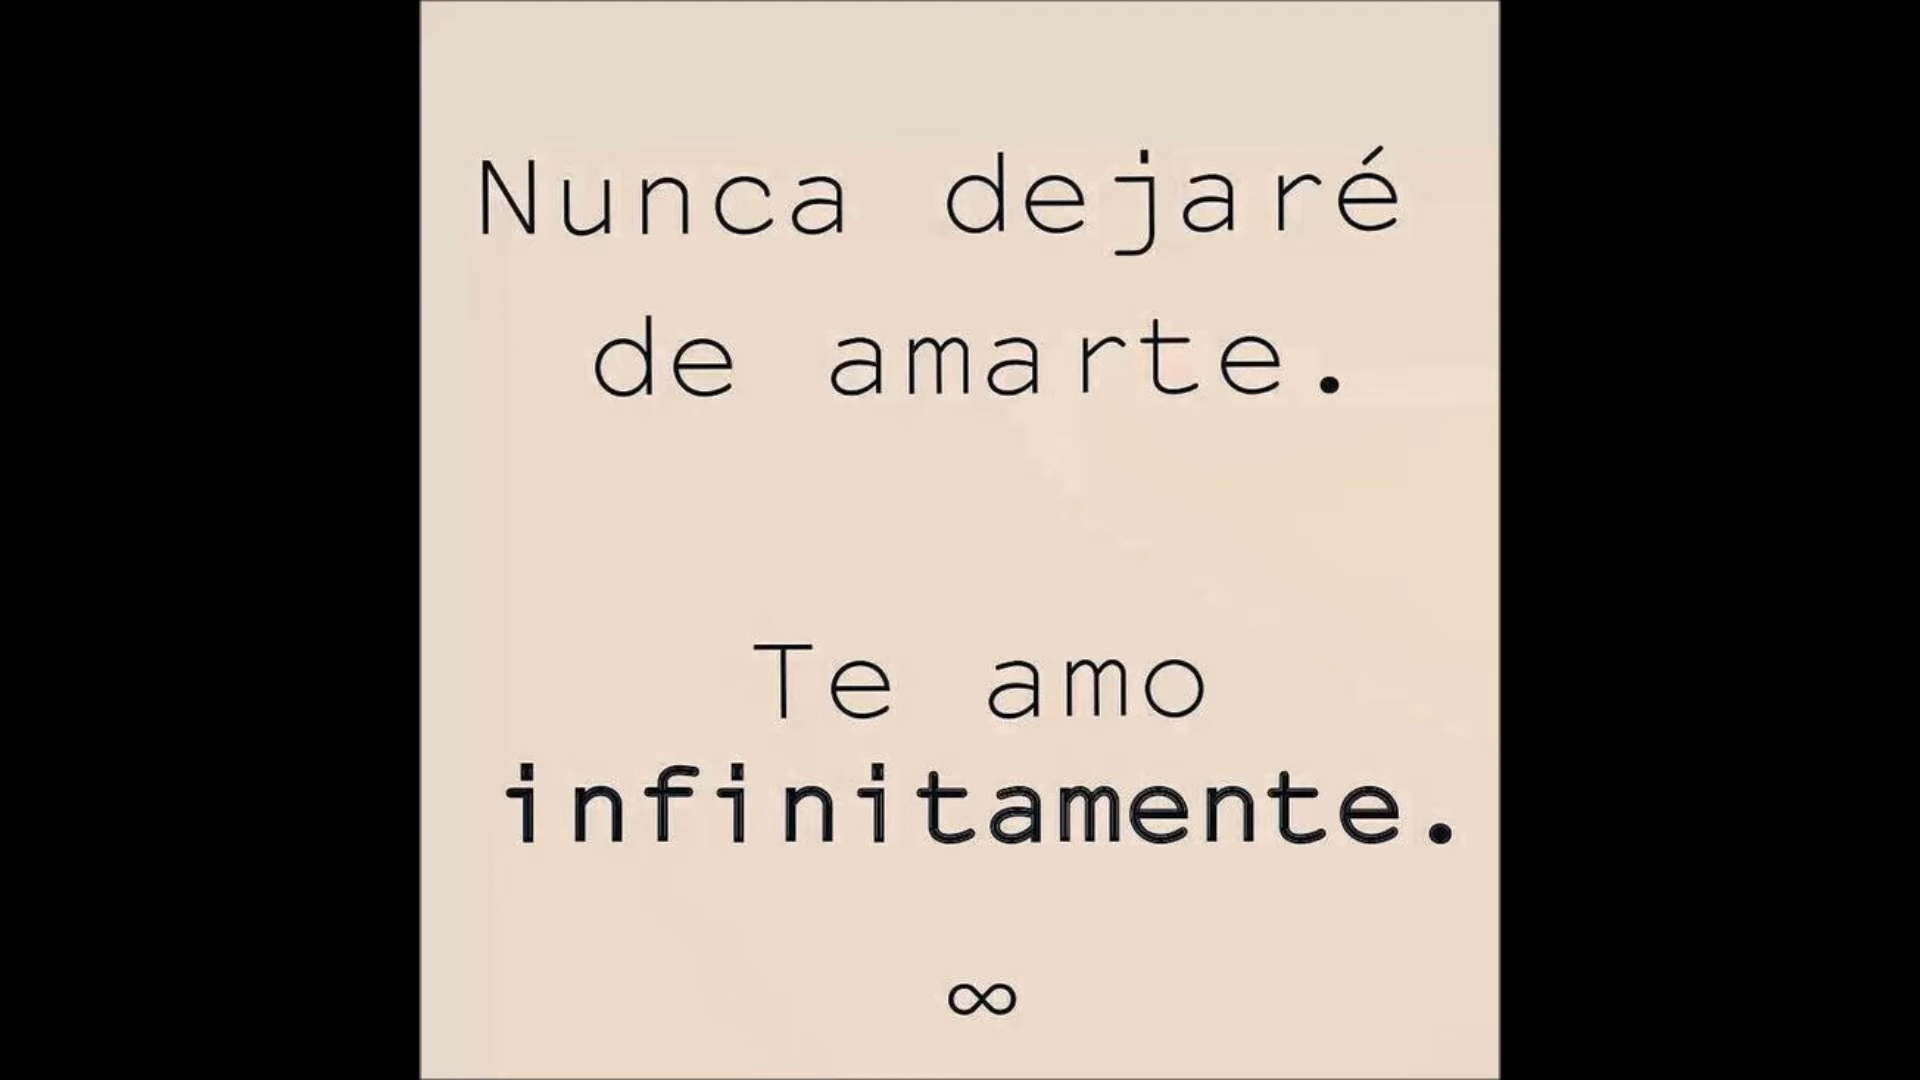 Nunca dejaré
de amarte.
Te amo
infinitamente.
∞